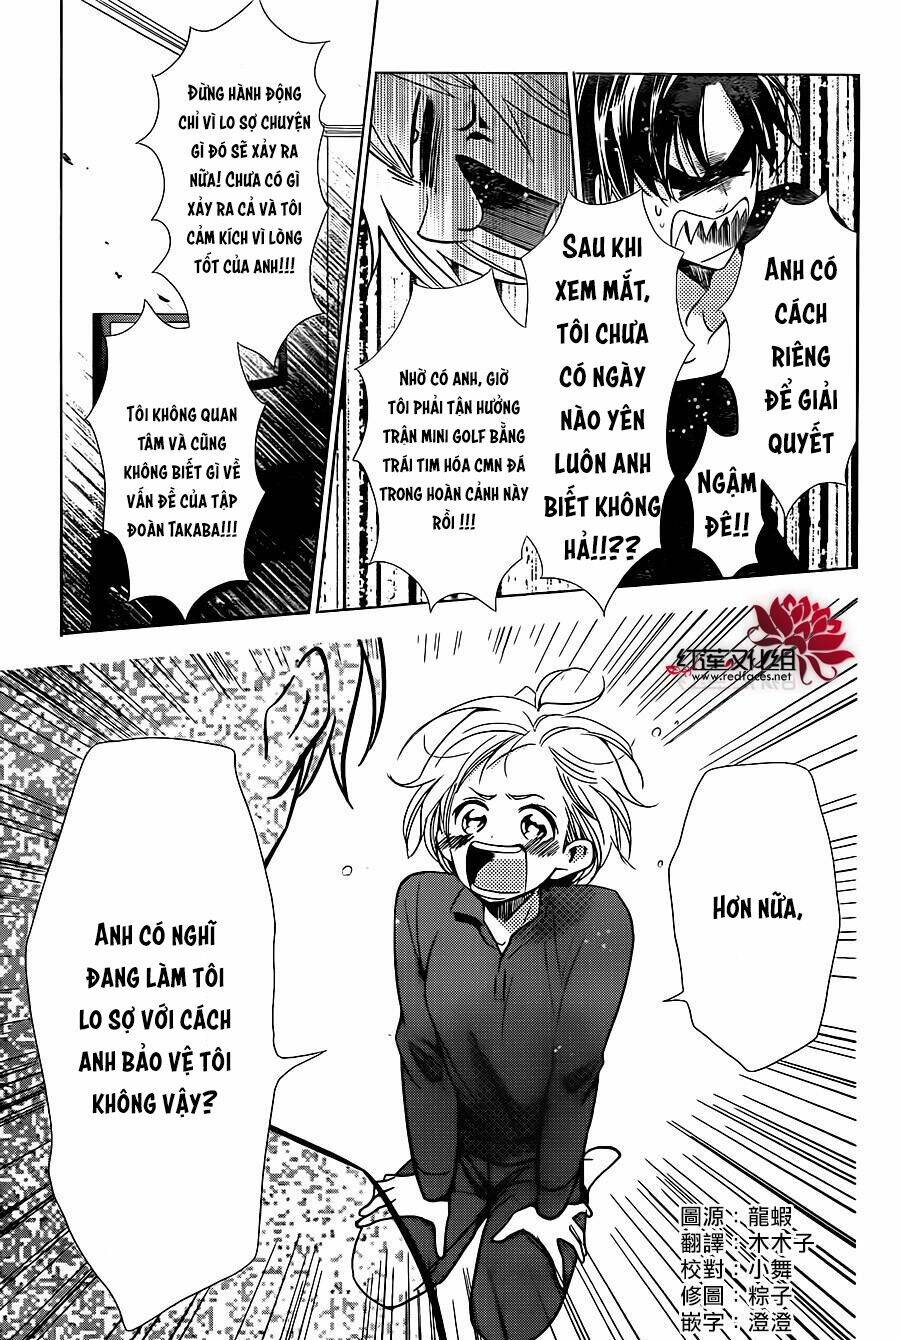 ANH CÓ
CÁCH
RIÊNG
ĐỂ GIẢI
QUYẾT
NGẬM
ĐÊ!!
SAU KHI
XEM MẮT,
TÔI CHƯA
CÓ NGÀY
NÀO YÊN
LUÔN ANH
BIẾT KHÔNG
HẢ!!??
NHỜ CÓ ANH, GIỜ
TÔI PHẢI TẬN HƯỞNG
TRẬN MINI GOLF BẰNG
TRÁI TIM HÓA CMN ĐÁ
TRONG HOÀN CẢNH NÀY
RỒI !!!
ĐỪNG HÀNH ĐỘNG
CHỈ VÌ LO SỢ CHUYỆN
GÌ ĐÓ SẼ XẢY RA
NỮA! CHƯA CÓ GÌ
XẢY RA CẢ VÀ TÔI
CẢM KÍCH VÌ LÒNG
TỐT CỦA ANH!!!
TÔI KHÔNG QUAN
TÂM VÀ CŨNG
KHÔNG BIẾT GÌ VỀ
VẤN ĐỀ CỦA TẬP
ĐOÀN TAKABA!!!
红莲汉化组
www.redfaces.net
HƠN NỮA,
ANH CÓ NGHĨ
ĐANG LÀM TÔI
LO SỢ VỚI CÁCH
ANH BẢO VỆ TÔI
KHÔNG VẬY?
圖源：龍蝦
翻譯：木木子
校對：小舞
修圖：粽子
嵌字：澄澄